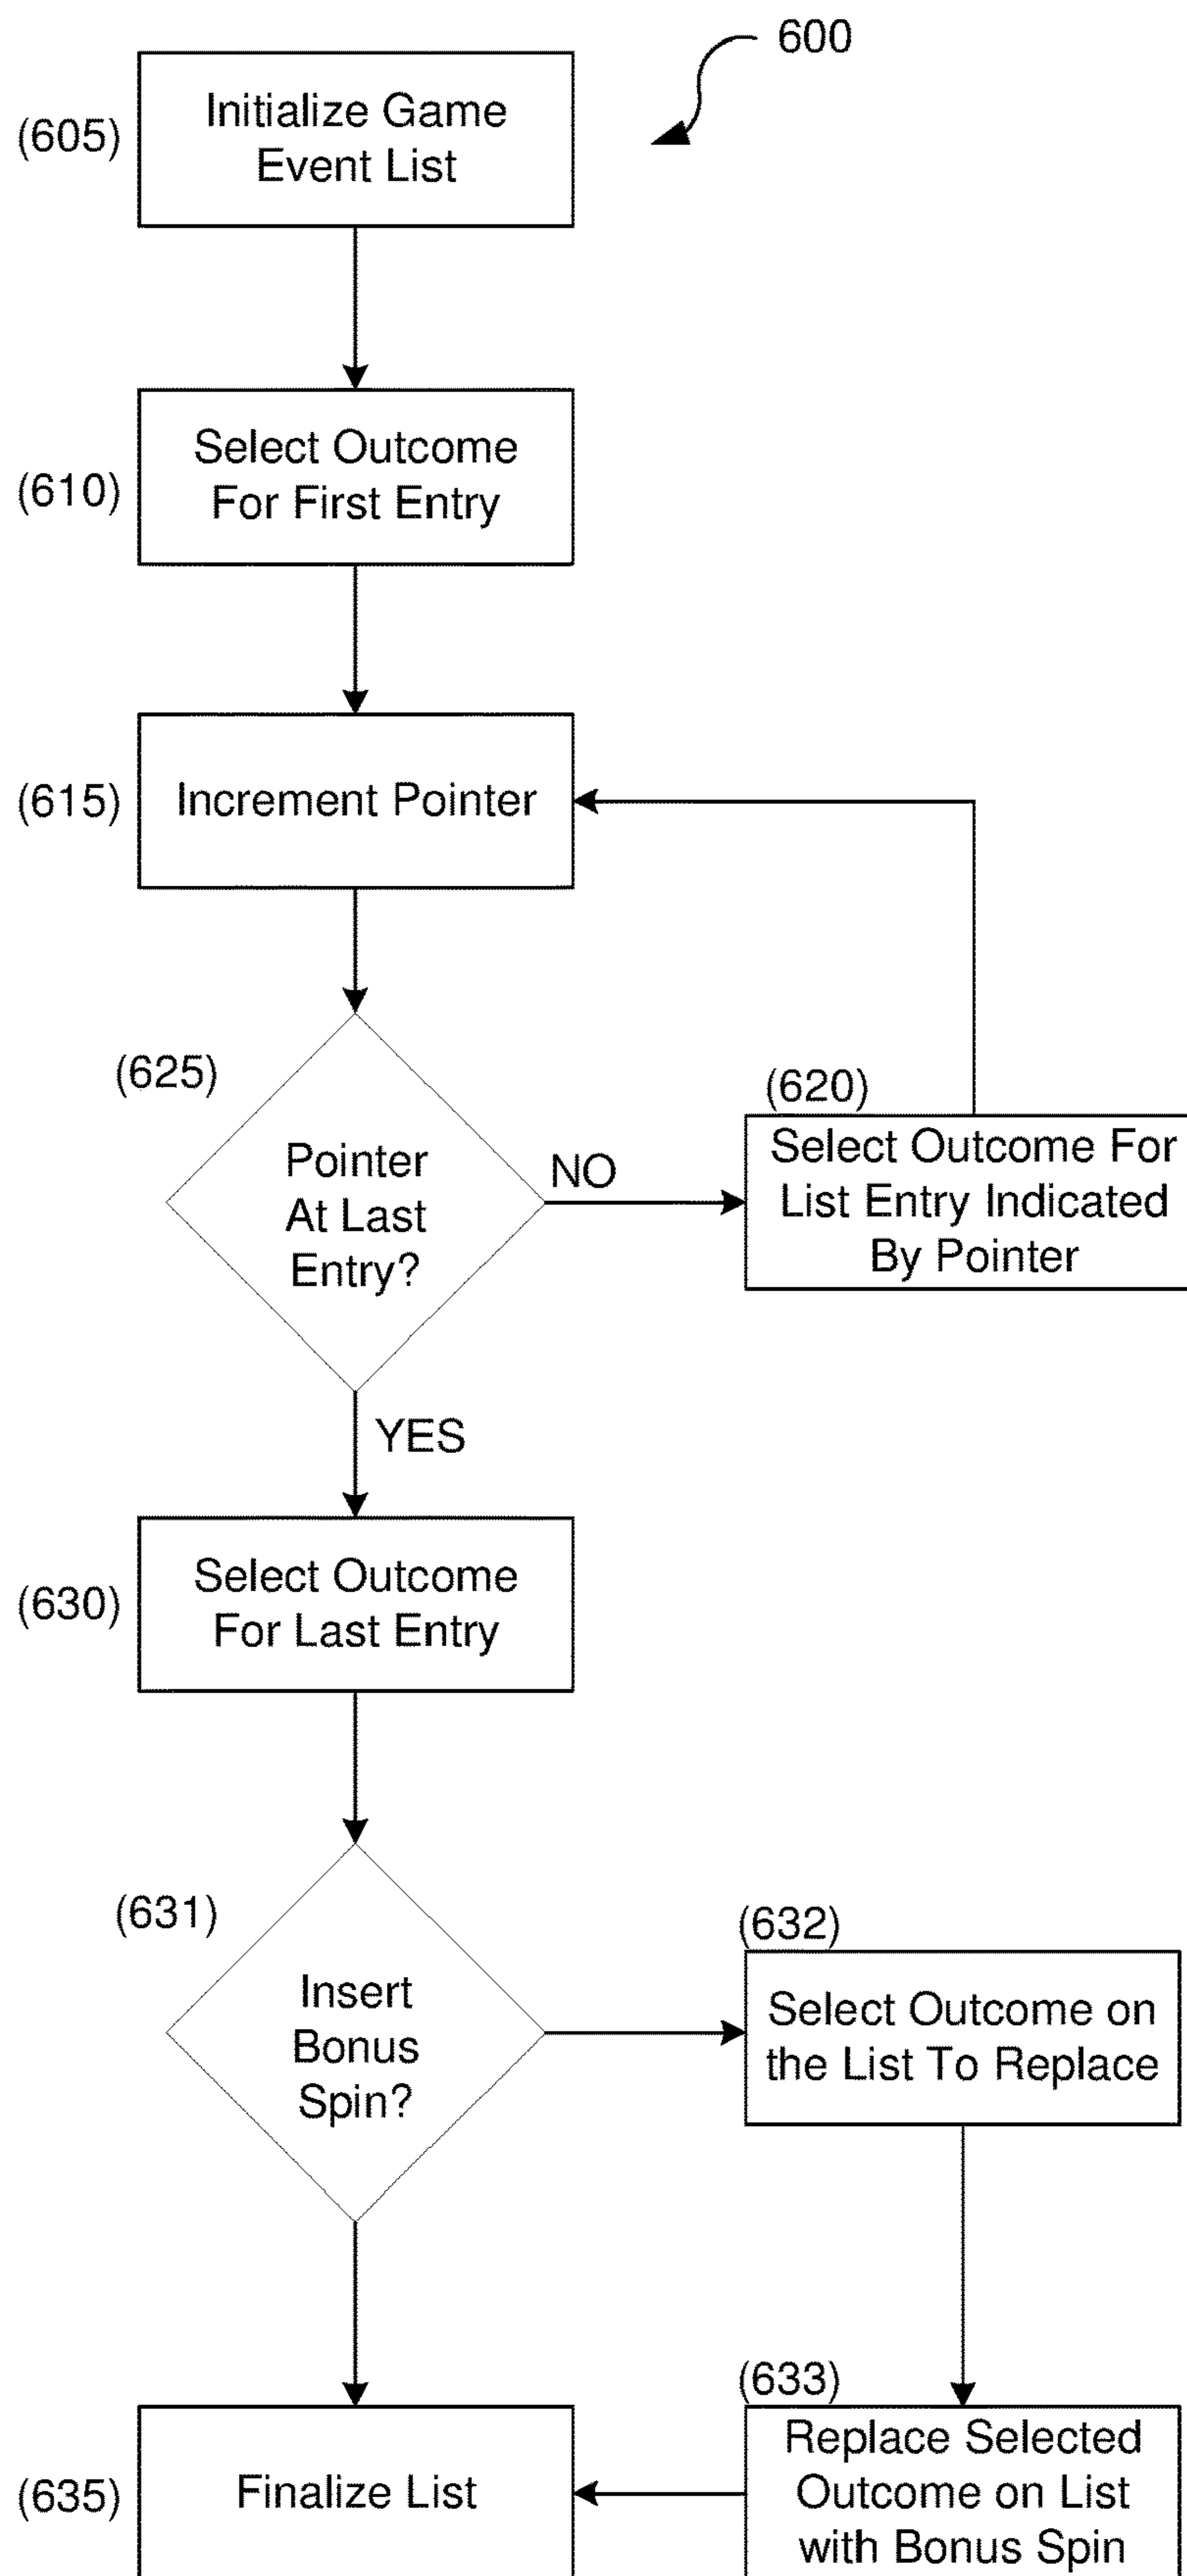 600
(605)
Initialize Game
Event List
(610)
Select Outcome
For First Entry
(615)
Increment Pointer
(625)
Pointer
At Last
Entry?
NO
(620)
Select Outcome For
List Entry Indicated
By Pointer
YES
(630)
Select Outcome
For Last Entry
(631)
Insert
Bonus
Spin?
(632)
Select Outcome on
the List To Replace
(633)
Replace Selected
Outcome on List
with Bonus Spin
(635)
Finalize List